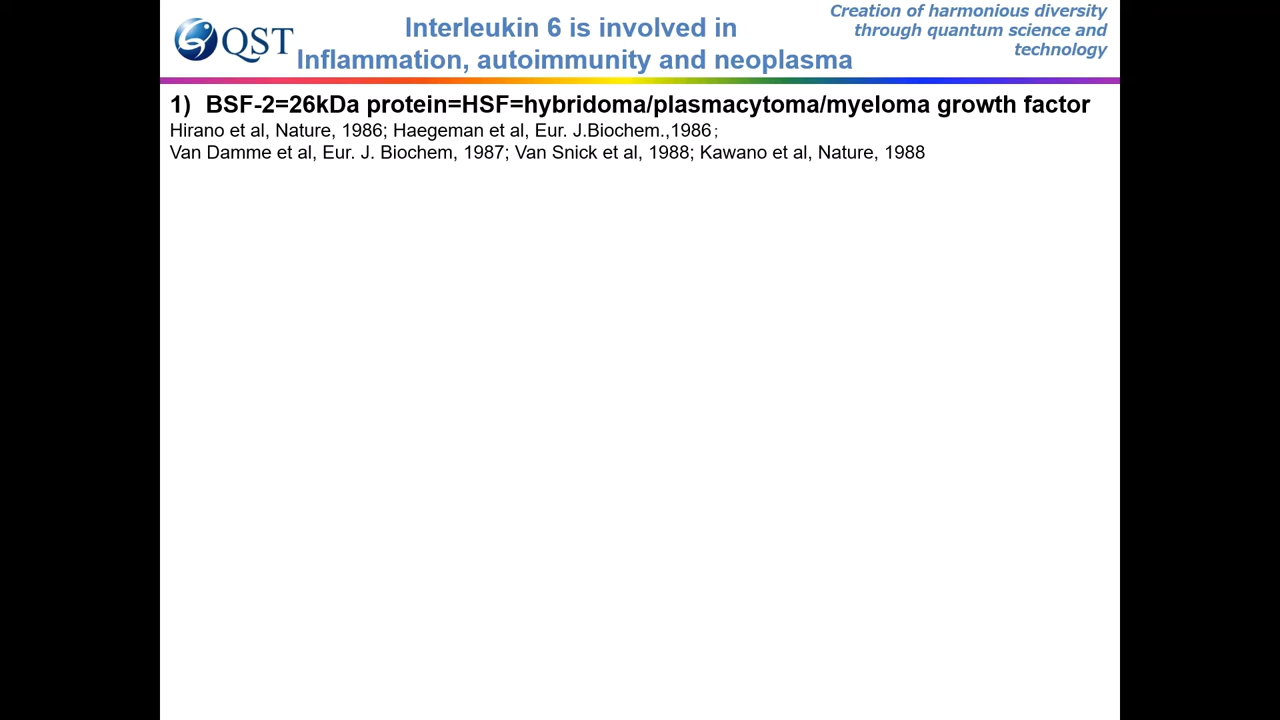 QST
Interleukin 6 is involved in
Inflammation, autoimmunity and neoplasma
Creation of harmonious diversity
through quantum science and
technology
1) BSF-2=26kDa protein=HSF=hybridoma/plasmacytoma/myeloma growth factor
Hirano et al, Nature, 1986; Haegeman et al, Eur. J.Biochem.,1986;
Van Damme et al, Eur. J. Biochem, 1987; Van Snick et al, 1988; Kawano et al, Nature, 1988